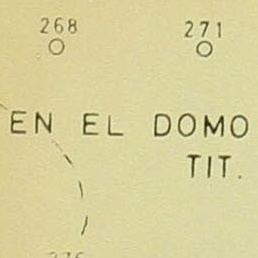 268 271
EN EL DOMO
TIT.